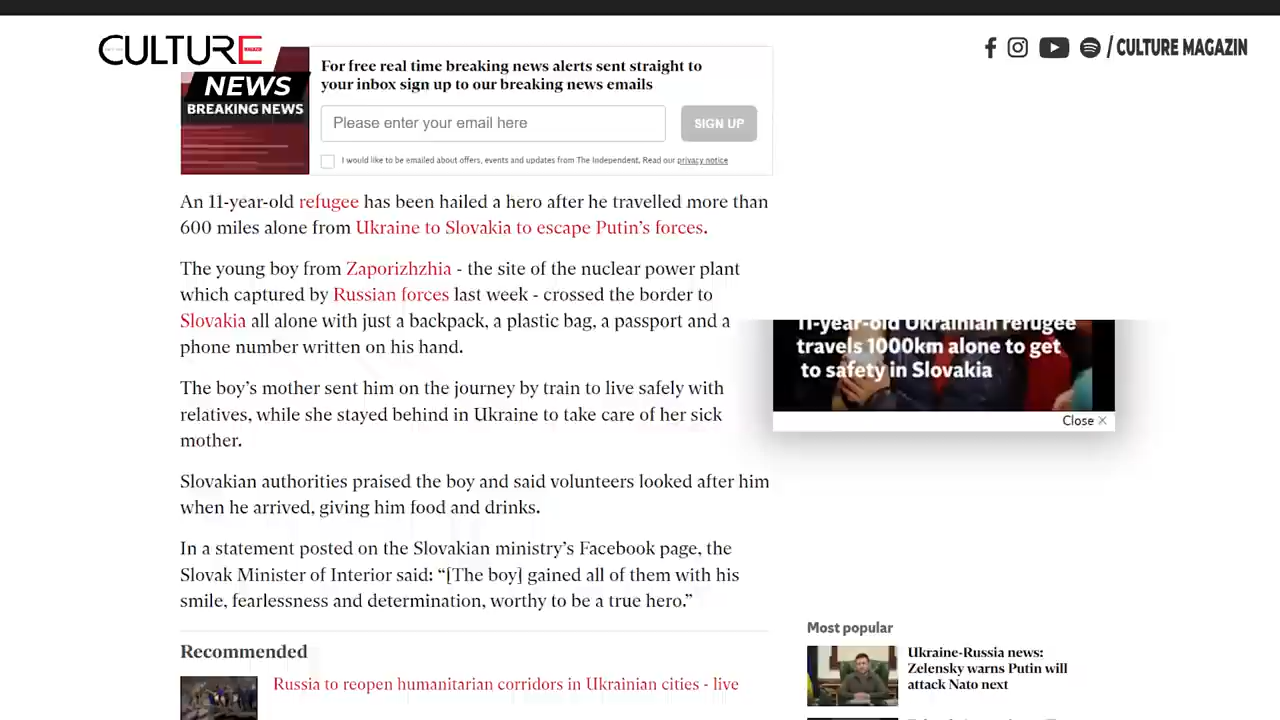 CULTURE
/ CULTURE MAGAZIN
NEWS
BREAKING NEWS
For free real time breaking news alerts sent straight to
your inbox sign up to our breaking news emails
Please enter your email here
SIGN UP
I would like to be emailed about offers, events and updates from The Independent. Read our privacy notice
An 11-year-old refugee has been hailed a hero after he travelled more than
600 miles alone from Ukraine to Slovakia to escape Putin's forces.
The young boy from Zaporizhzhia - the site of the nuclear power plant
which captured by Russian forces last week - crossed the border to
Slovakia all alone with just a backpack, a plastic bag, a passport and a
phone number written on his hand.
The boy's mother sent him on the journey by train to live safely with
relatives, while she stayed behind in Ukraine to take care of her sick
mother.
Slovakian authorities praised the boy and said volunteers looked after him
when he arrived, giving him food and drinks.
In a statement posted on the Slovakian ministry's Facebook page, the
Slovak Minister of Interior said: “[The boy] gained all of them with his
smile, fearlessness and determination, worthy to be a true hero.”
Recommended
Russia to reopen humanitarian corridors in Ukrainian cities - live
11-year-old Ukrainian refugee
travels 1000km alone to get
to safety in Slovakia
Close ×
Most popular
Ukraine-Russia news:
Zelensky warns Putin will
attack Nato next